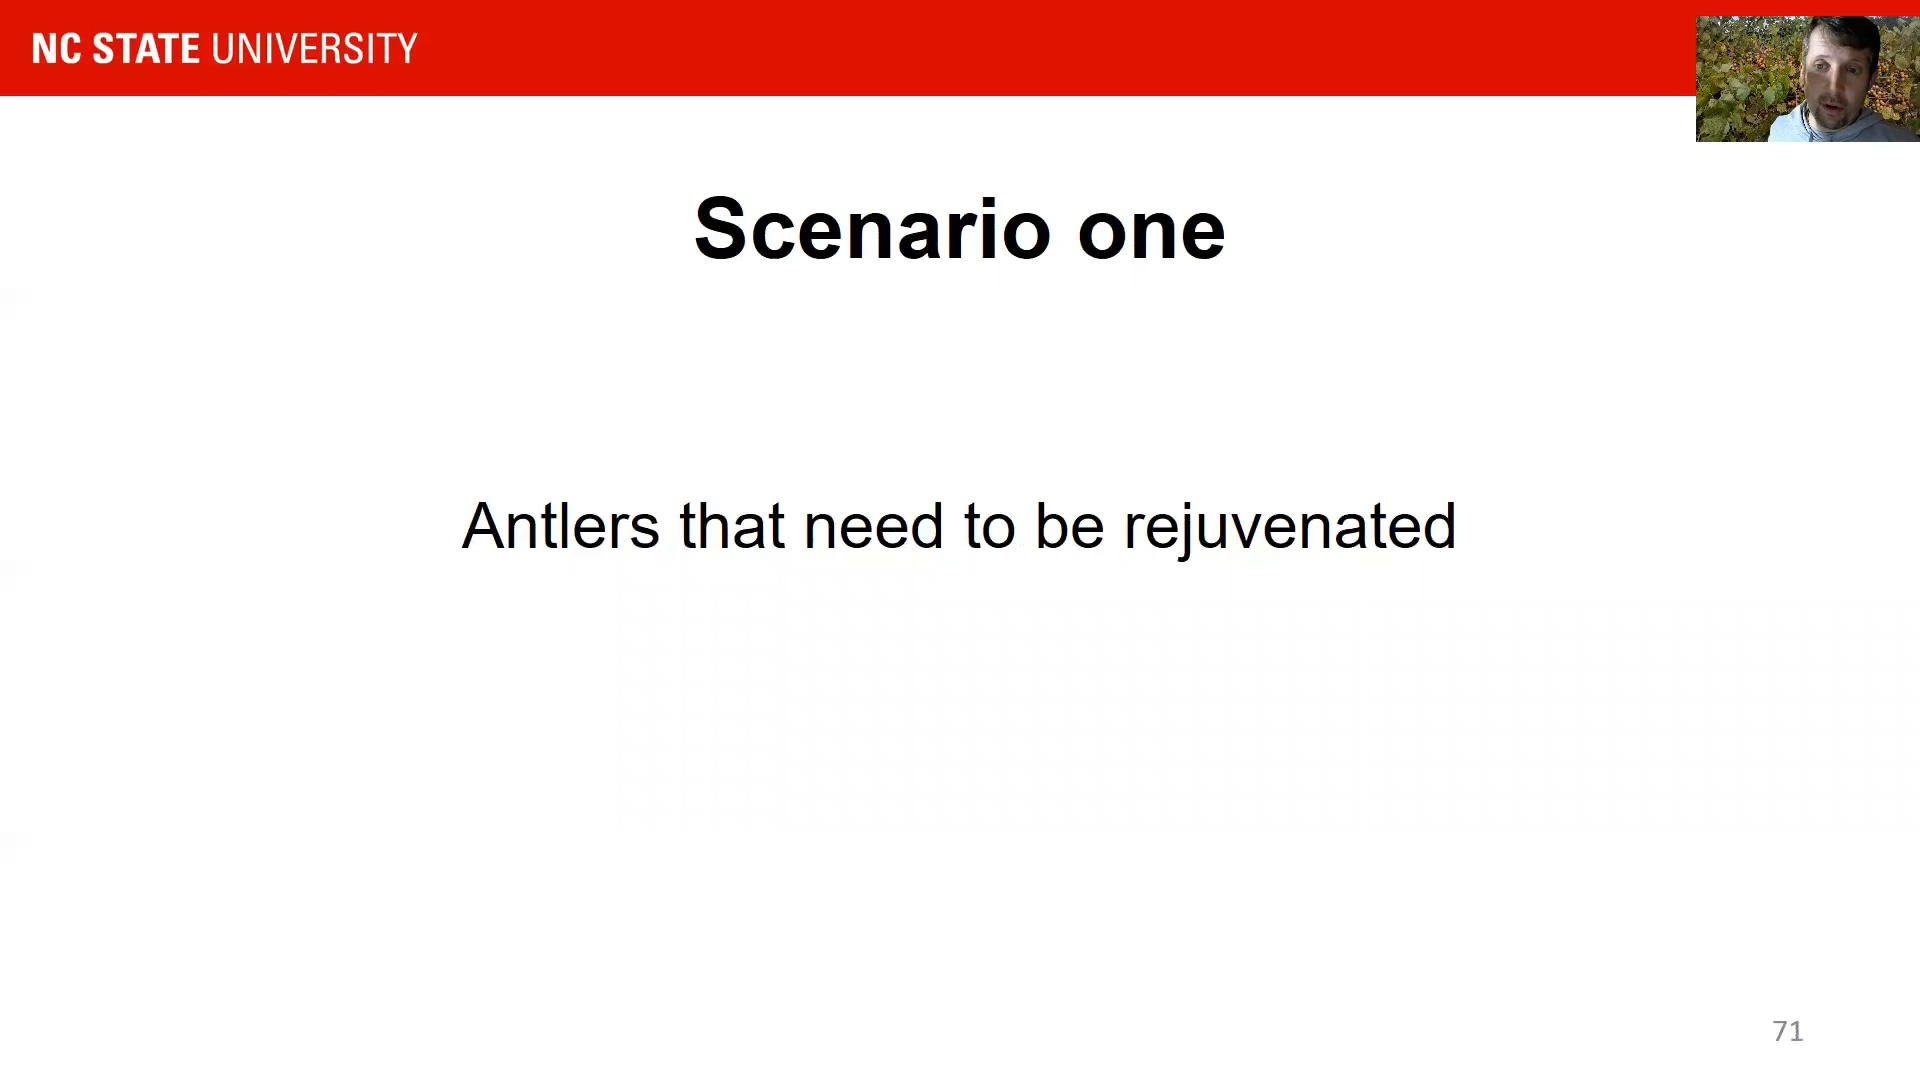 NC STATE UNIVERSITY
Scenario one
Antlers that need to be rejuvenated
71